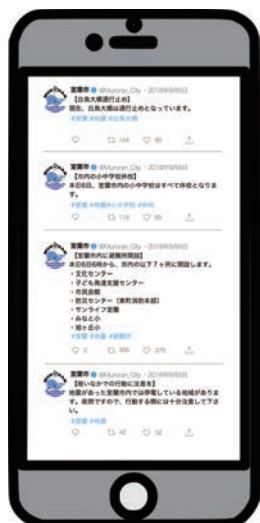 室蘭市 @Muroran_City・2018年9月6日
【白鳥大橋通行止め】
現在、白鳥大橋は通行止めとなっています。
#室蘭 #地震 #白鳥大橋
164 95
室蘭市 @Muroran_City・2018年9月6日
【市内の小中学校休校】
本日6日、室蘭市内の小中学校はすべて休校となりま
す。
#室蘭 #地震 #小中学校 #休校
118 85
室蘭市 @Muroran_City・2018年9月6日
【室蘭市内に避難所開設】
本日6日6時から、市内の以下7ヶ所に開設します。
・文化センター
・子ども発達支援センター
・市民会館
・防災センター（東町消防本部）
・サンライフ室蘭
・みなと小
・旭ヶ丘小
#室蘭 #地震 #避難所
2 279
室蘭市 @Muroran_City・2018年9月6日
【暗いなかでの行動に注意を】
地震があった室蘭市内では停電している地域がありま
す。夜間ですので、行動する際には十分注意して下さ
い。
#室蘭 #地震
42 52